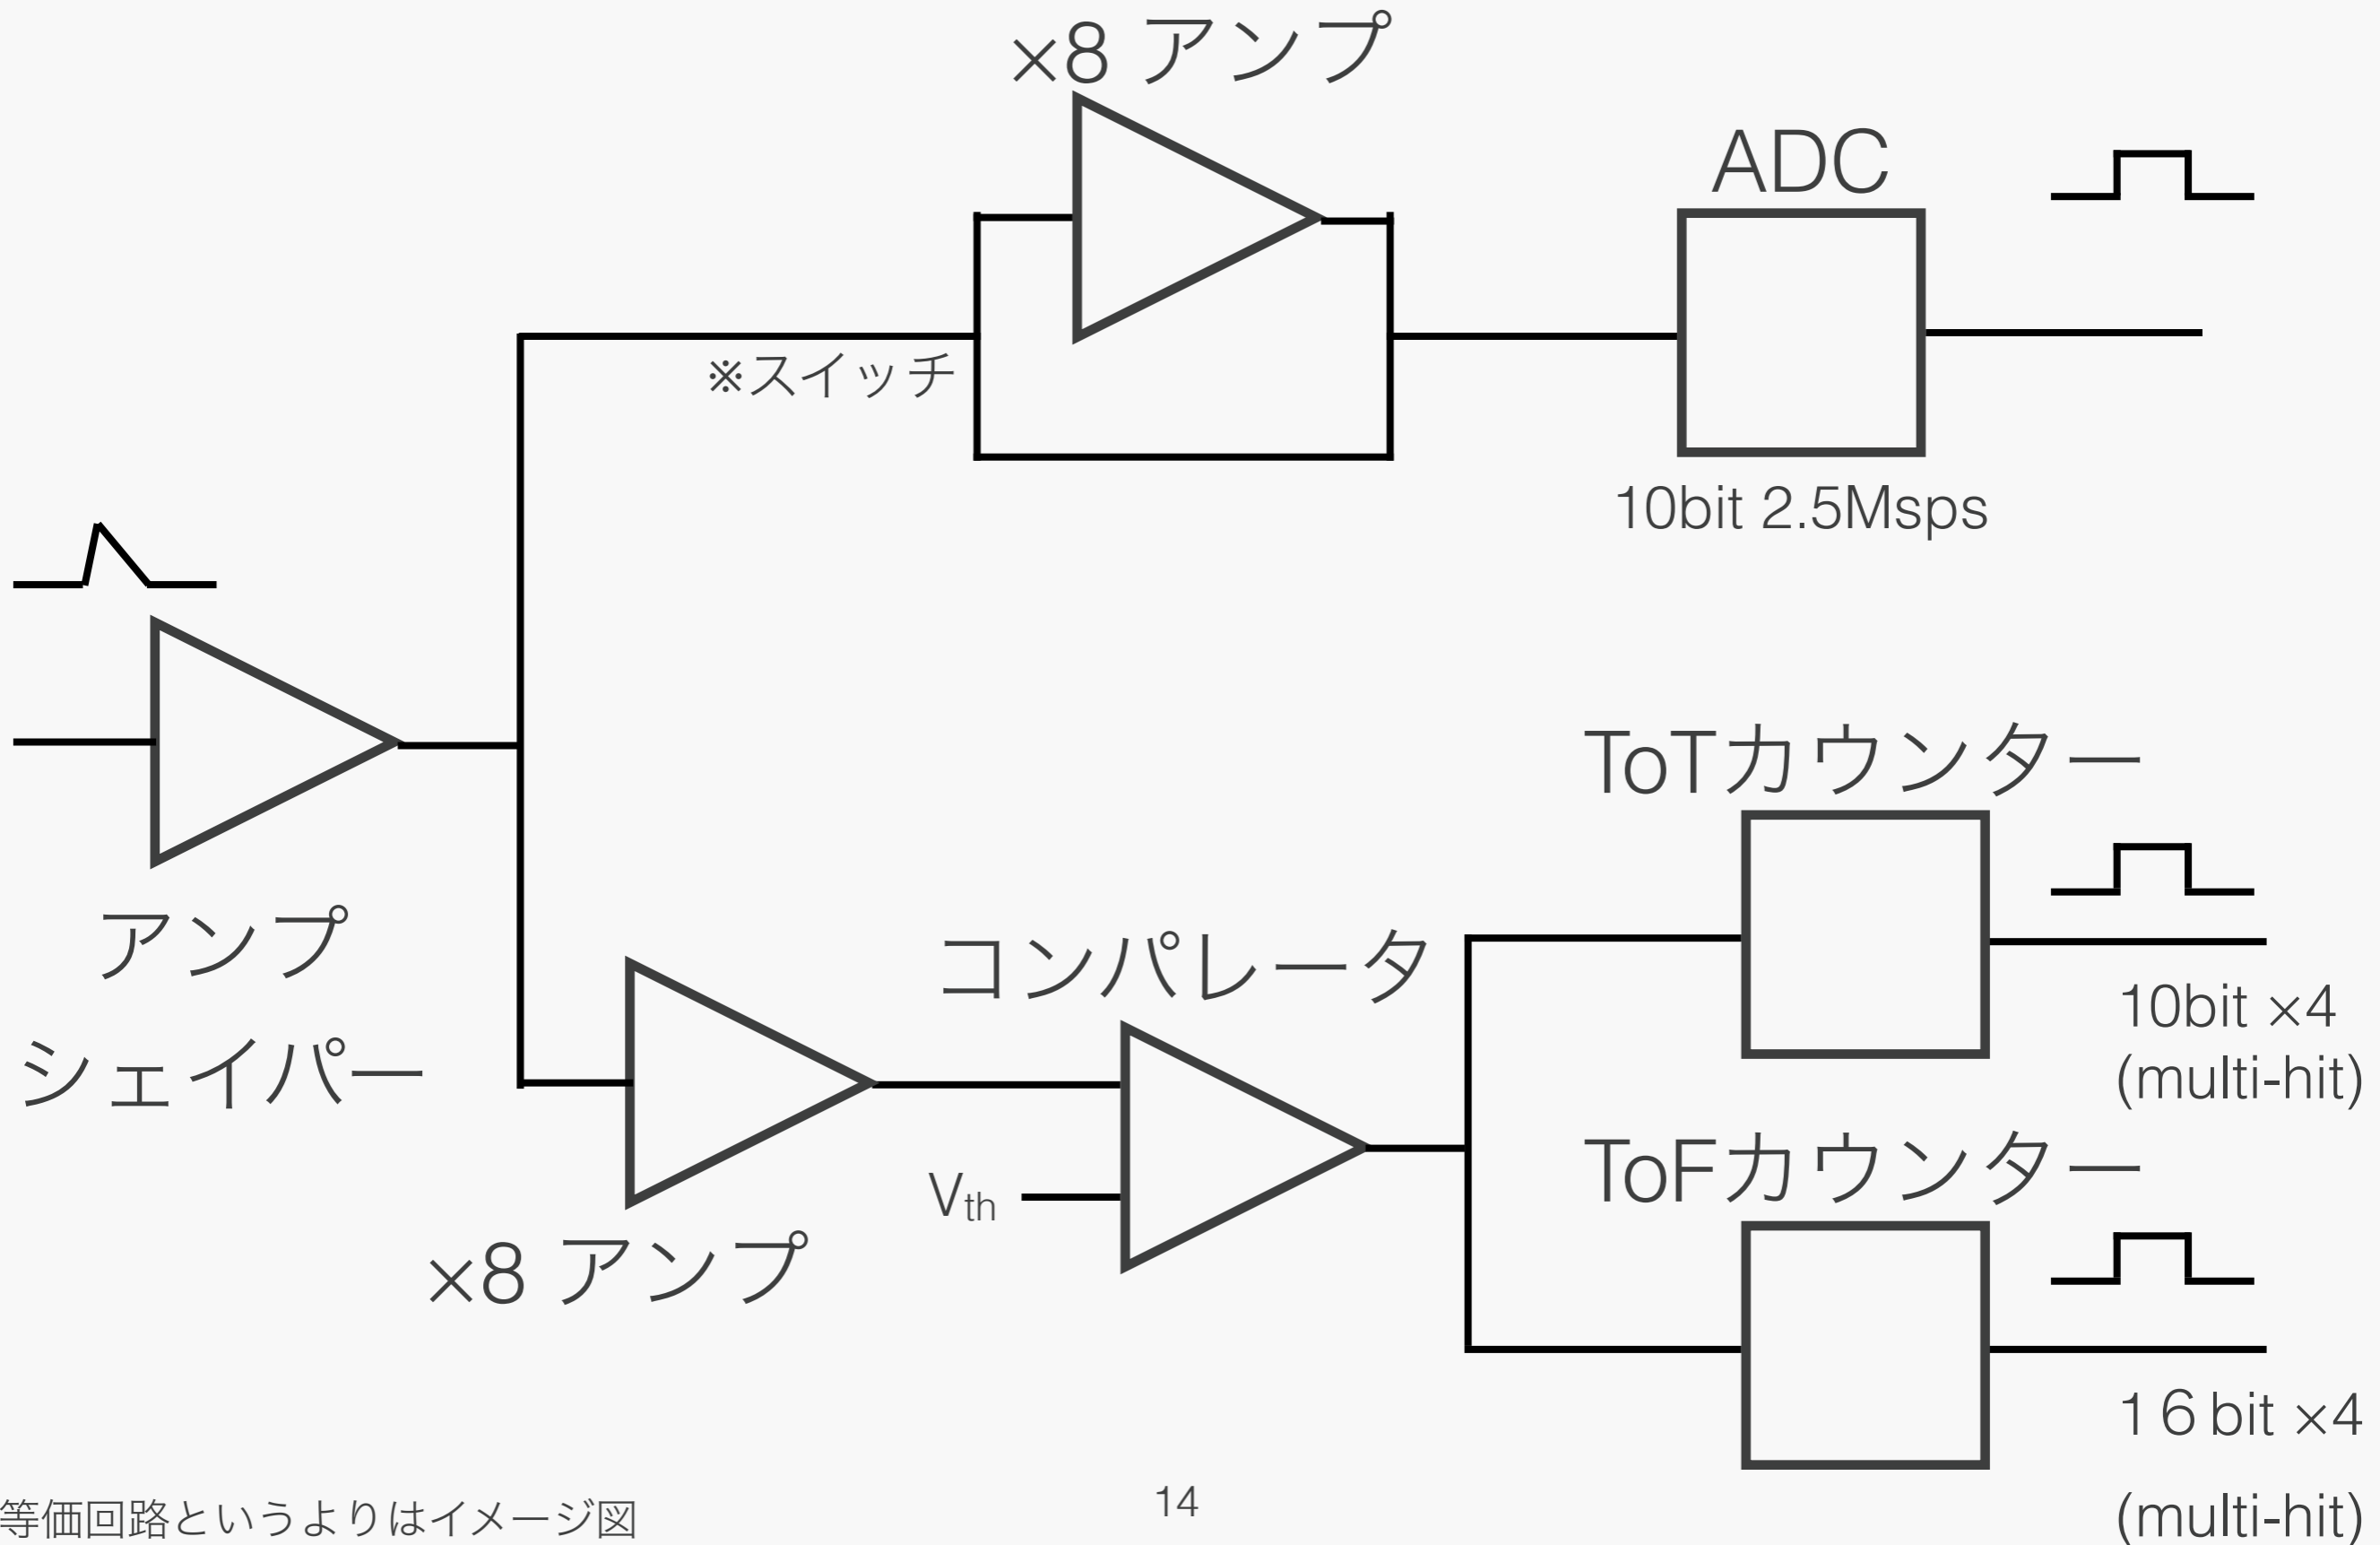 ×8 アンプ
ADC
※スイッチ
10bit 2.5Msps
アンプ
シェイパー
ToTカウンター
コンパレータ
10bit ×4
(multi-hit)
ToFカウンター
Vth
×8 アンプ
1 6 bit ×4
(multi-hit)
等価回路というよりはイメージ図
14